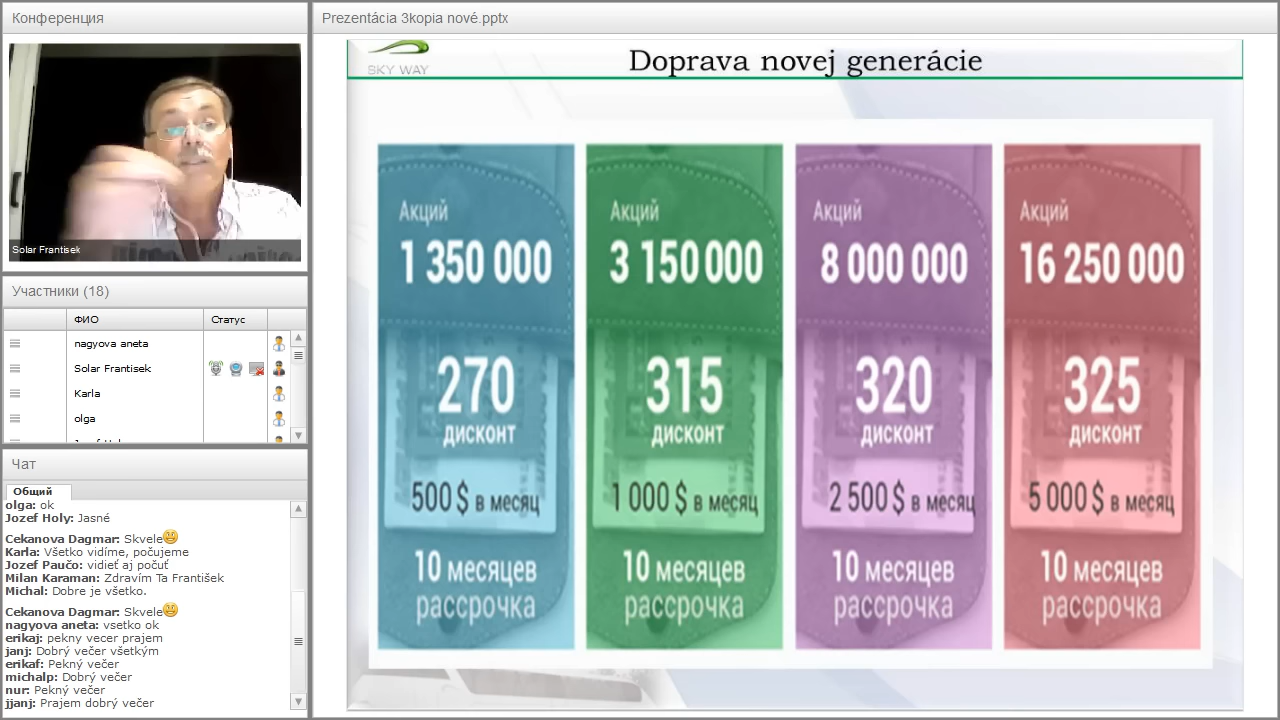 Конференция
Solar Frantisek
Участники (18)
ФИО
Статус
nagyova aneta
Solar Frantisek
Karla
olga
Чат
Общий
olga: ok
Jozef Holy: Jasné
Cekanova Dagmar: Skvele
Karla: Všetko vidíme, počujeme
Jozef Paučo: vidieť aj počuť
Milan Karaman: Zdravím Ta František
Michal: Dobre je všetko.
Cekanova Dagmar: Skvele
nagyova aneta: vsetko ok
erikaj: pekny vecer prajem
janj: Dobrý večer všetkým
erikaf: Pekný večer
michalp: Dobrý večer
nur: Pekný večer
jjanj: Prajem dobrý večer
Prezentácia 3kopia nové.pptx
SKY WAY
Doprava novej generácie
Акций
1 350 000
270
дисконт
500 $ в месяц
10 месяцев
рассрочка
Акций
3 150 000
315
дисконт
1 000 $ в месяц
10 месяцев
рассрочка
Акций
8 000 000
320
дисконт
2 500 $ в месяц
10 месяцев
рассрочка
Акций
16 250 000
325
дисконт
5 000 $ в месяц
10 месяцев
рассрочка